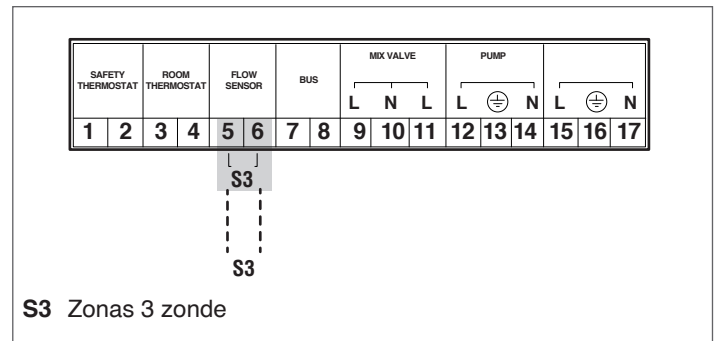 SAFETY THERMOSTAT ROOM THERMOSTAT FLOW SENSOR BUS MIX VALVE PUMP
L N L L N L N
1 2 3 4 5 6 7 8 9 10 11 12 13 14 15 16 17
S3
S3
S3 Zonas 3 zonde